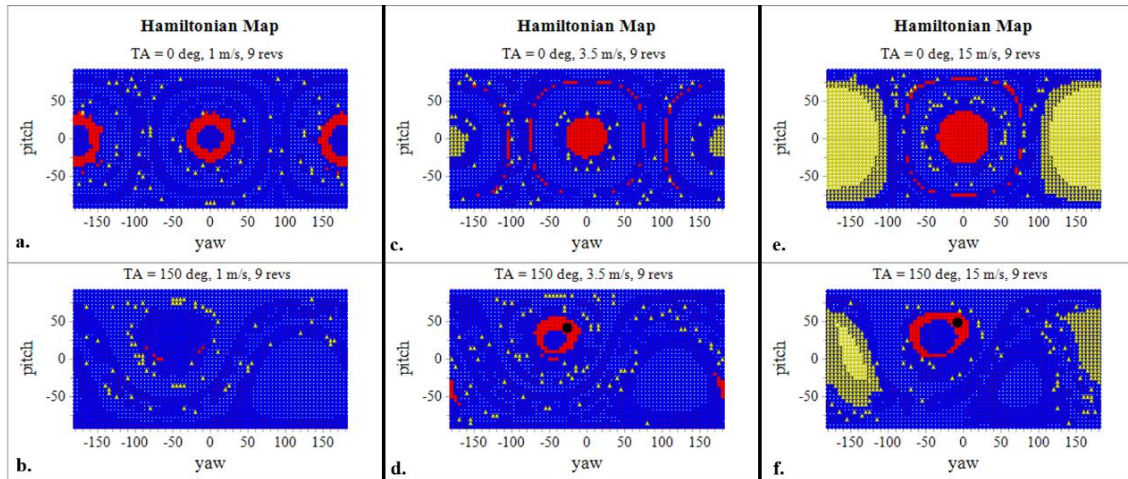 Hamiltonian Map
TA = 0 deg, 1 m/s, 9 revs
50
0
-50
pitch
-150 -100 -50 0 50 100 150
yaw
a.
TA = 150 deg, 1 m/s, 9 revs
50
0
-50
pitch
-150 -100 -50 0 50 100 150
yaw
b.
Hamiltonian Map
TA = 0 deg, 3.5 m/s, 9 revs
50
0
-50
pitch
-150 -100 -50 0 50 100 150
yaw
c.
TA = 150 deg, 3.5 m/s, 9 revs
50
0
-50
pitch
-150 -100 -50 0 50 100 150
yaw
d.
Hamiltonian Map
TA = 0 deg, 15 m/s, 9 revs
50
0
-50
pitch
-150 -100 -50 0 50 100 150
yaw
e.
TA = 150 deg, 15 m/s, 9 revs
50
0
-50
pitch
-150 -100 -50 0 50 100 150
yaw
f.